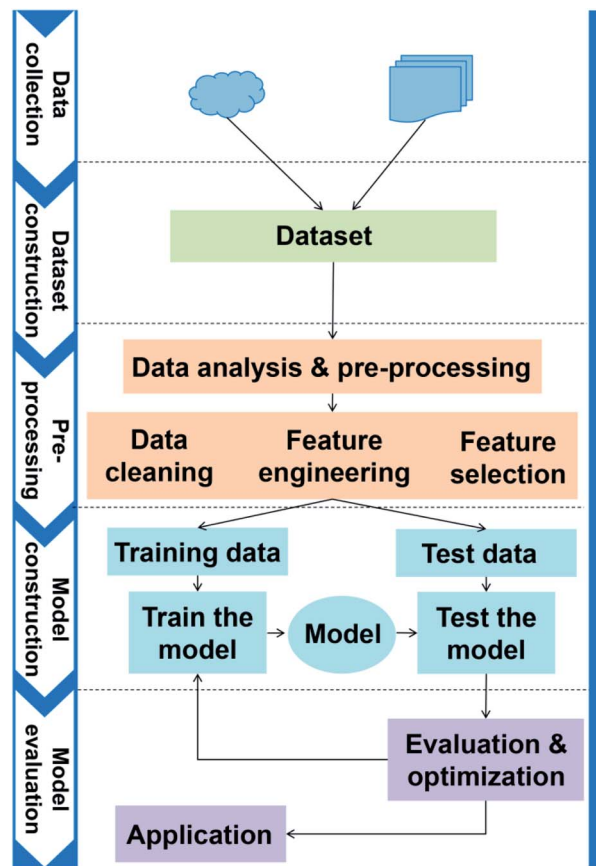 Data
collection
Dataset
construction
Dataset
Pre-
processing
Data analysis & pre-processing
Data
cleaning
Feature
engineering
Feature
selection
Model
construction
Training data
Test data
Train the
model
Model
Test the
model
Model
evaluation
Evaluation &
optimization
Application